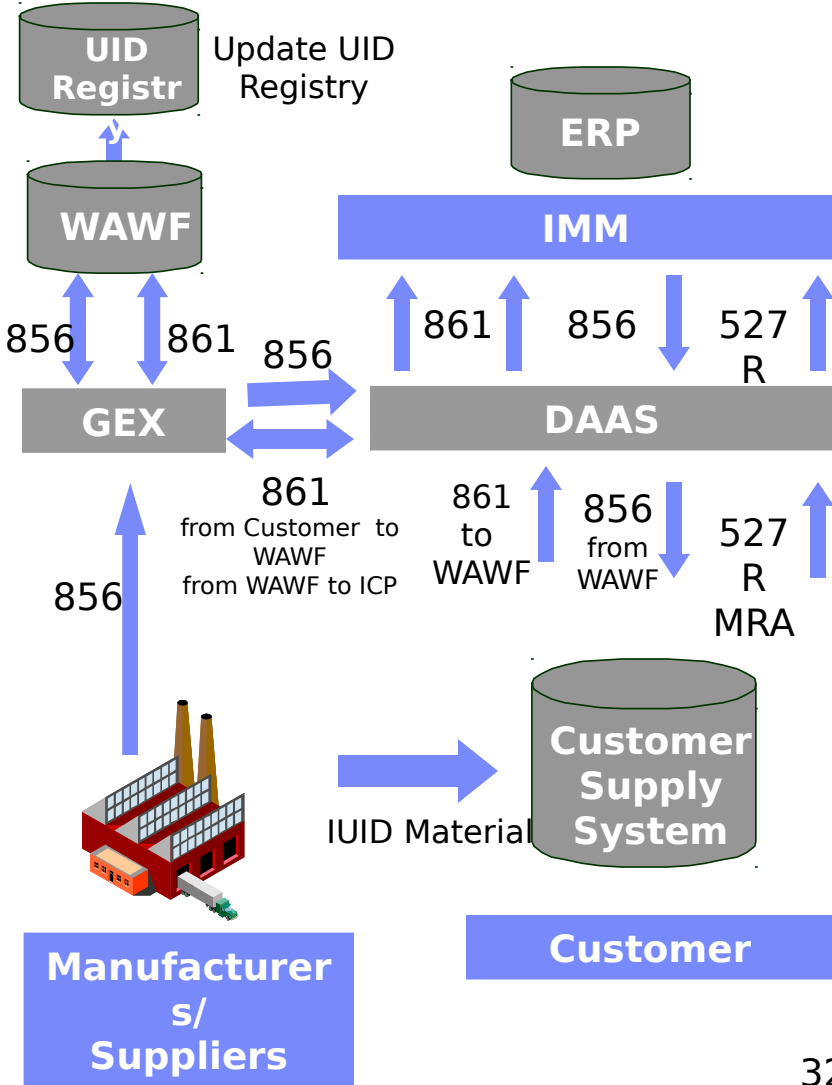 UID
Registr
y
Update UID
Registry
ERP
WAWF
IMM
856
861
856
861
856
527
R
GEX
DAAS
861
from Customer to
WAWF
from WAWF to ICP
861
to
WAWF
856
from
WAWF
527
R
MRA
856
IUID Material
Customer
Supply
System
Manufacturer
s/
Suppliers
Customer
32